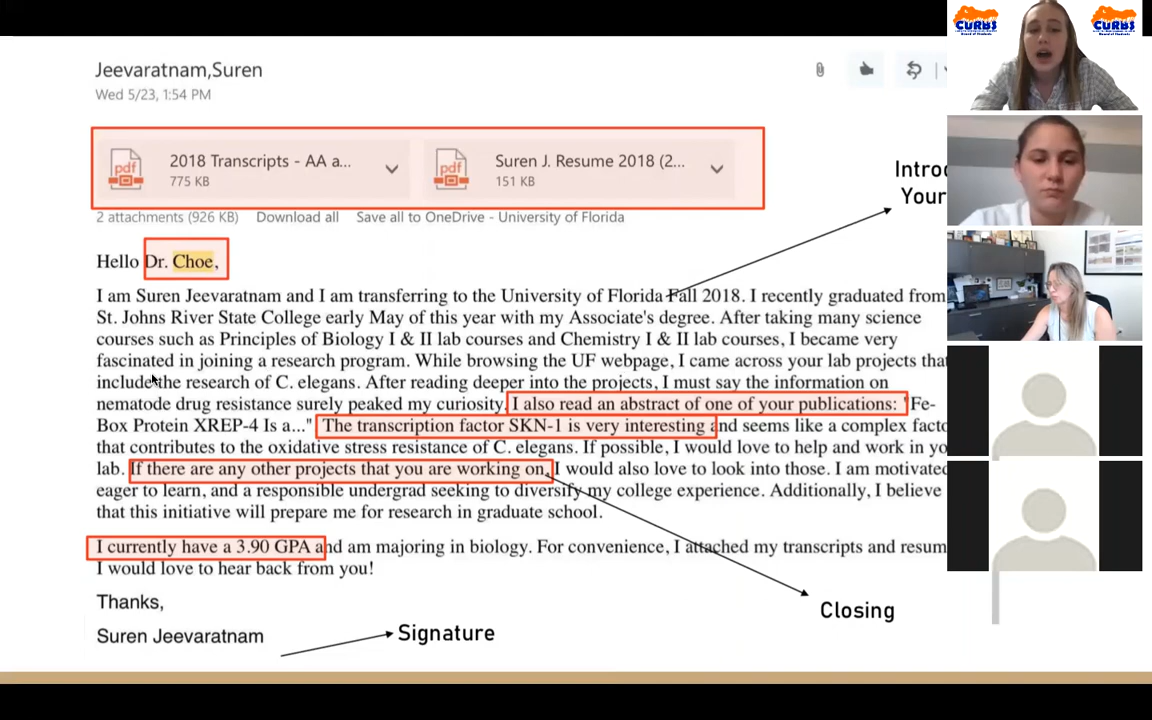 CURBS
CURBS
Jeevaratnam,Suren
Wed 5/23, 1:54 PM
pdf
2018 Transcripts - AA a...
775 KB
pdf
Suren J. Resume 2018 (2...
151 KB
2 attachments (926 KB) Download all Save all to OneDrive - University of Florida
Introd
Your
Hello Dr. Choe,
I am Suren Jeevaratnam and I am transferring to the University of Florida Fall 2018. I recently graduated from
St. Johns River State College early May of this year with my Associate's degree. After taking many science
courses such as Principles of Biology I & II lab courses and Chemistry I & II lab courses, I became very
fascinated in joining a research program. While browsing the UF webpage, I came across your lab projects that
include the research of C. elegans. After reading deeper into the projects, I must say the information on
nematode drug resistance surely peaked my curiosity. I also read an abstract of one of your publications: "Fe-
Box Protein XREP-4 Is a..." The transcription factor SKN-1 is very interesting and seems like a complex facto
that contributes to the oxidative stress resistance of C. elegans. If possible, I would love to help and work in yo
lab. If there are any other projects that you are working on, I would also love to look into those. I am motivated
eager to learn, and a responsible undergrad seeking to diversify my college experience. Additionally, I believe
that this initiative will prepare me for research in graduate school.
I currently have a 3.90 GPA and am majoring in biology. For convenience, I attached my transcripts and resum
I would love to hear back from you!
Thanks,
Closing
Suren Jeevaratnam
Signature